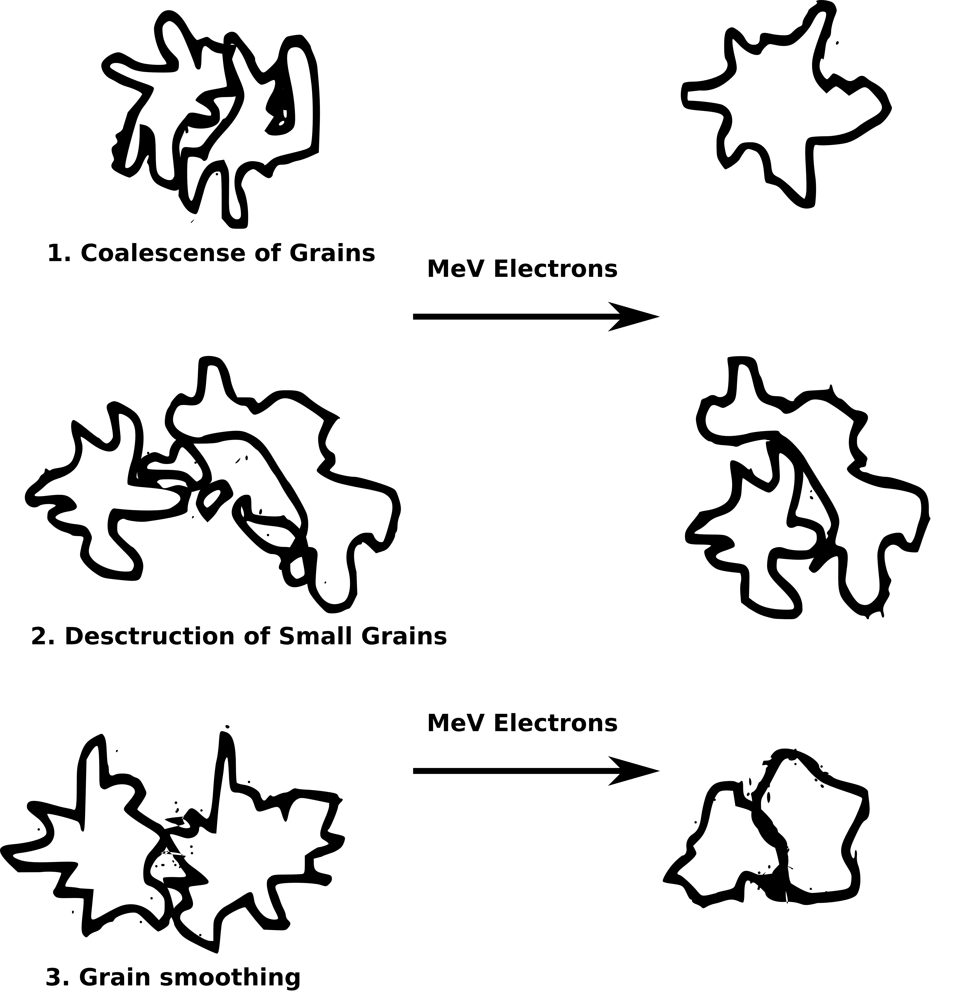 1. Coalescense of Grains
MeV Electrons
2. Desctruction of Small Grains
MeV Electrons
3. Grain smoothing